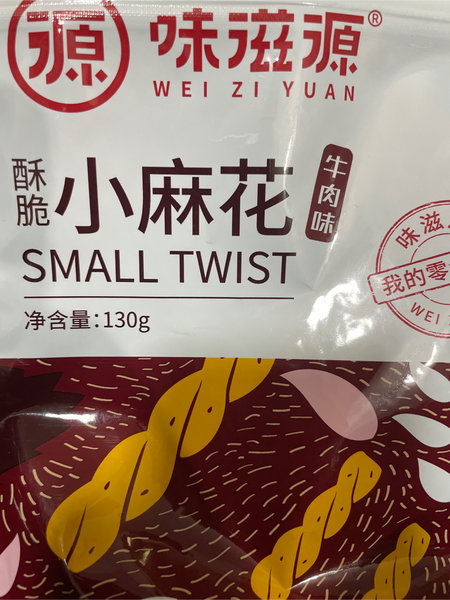 源
味滋源®
WEI ZI YUAN
酥脆
小麻花
牛肉味
SMALL TWIST
净含量:130g
味滋
我的零
WEI